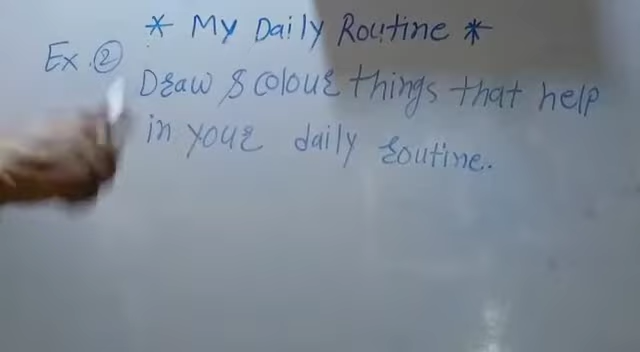 * My Daily Routine *
Ex. ② Draw & colour things that help
in your daily routine.